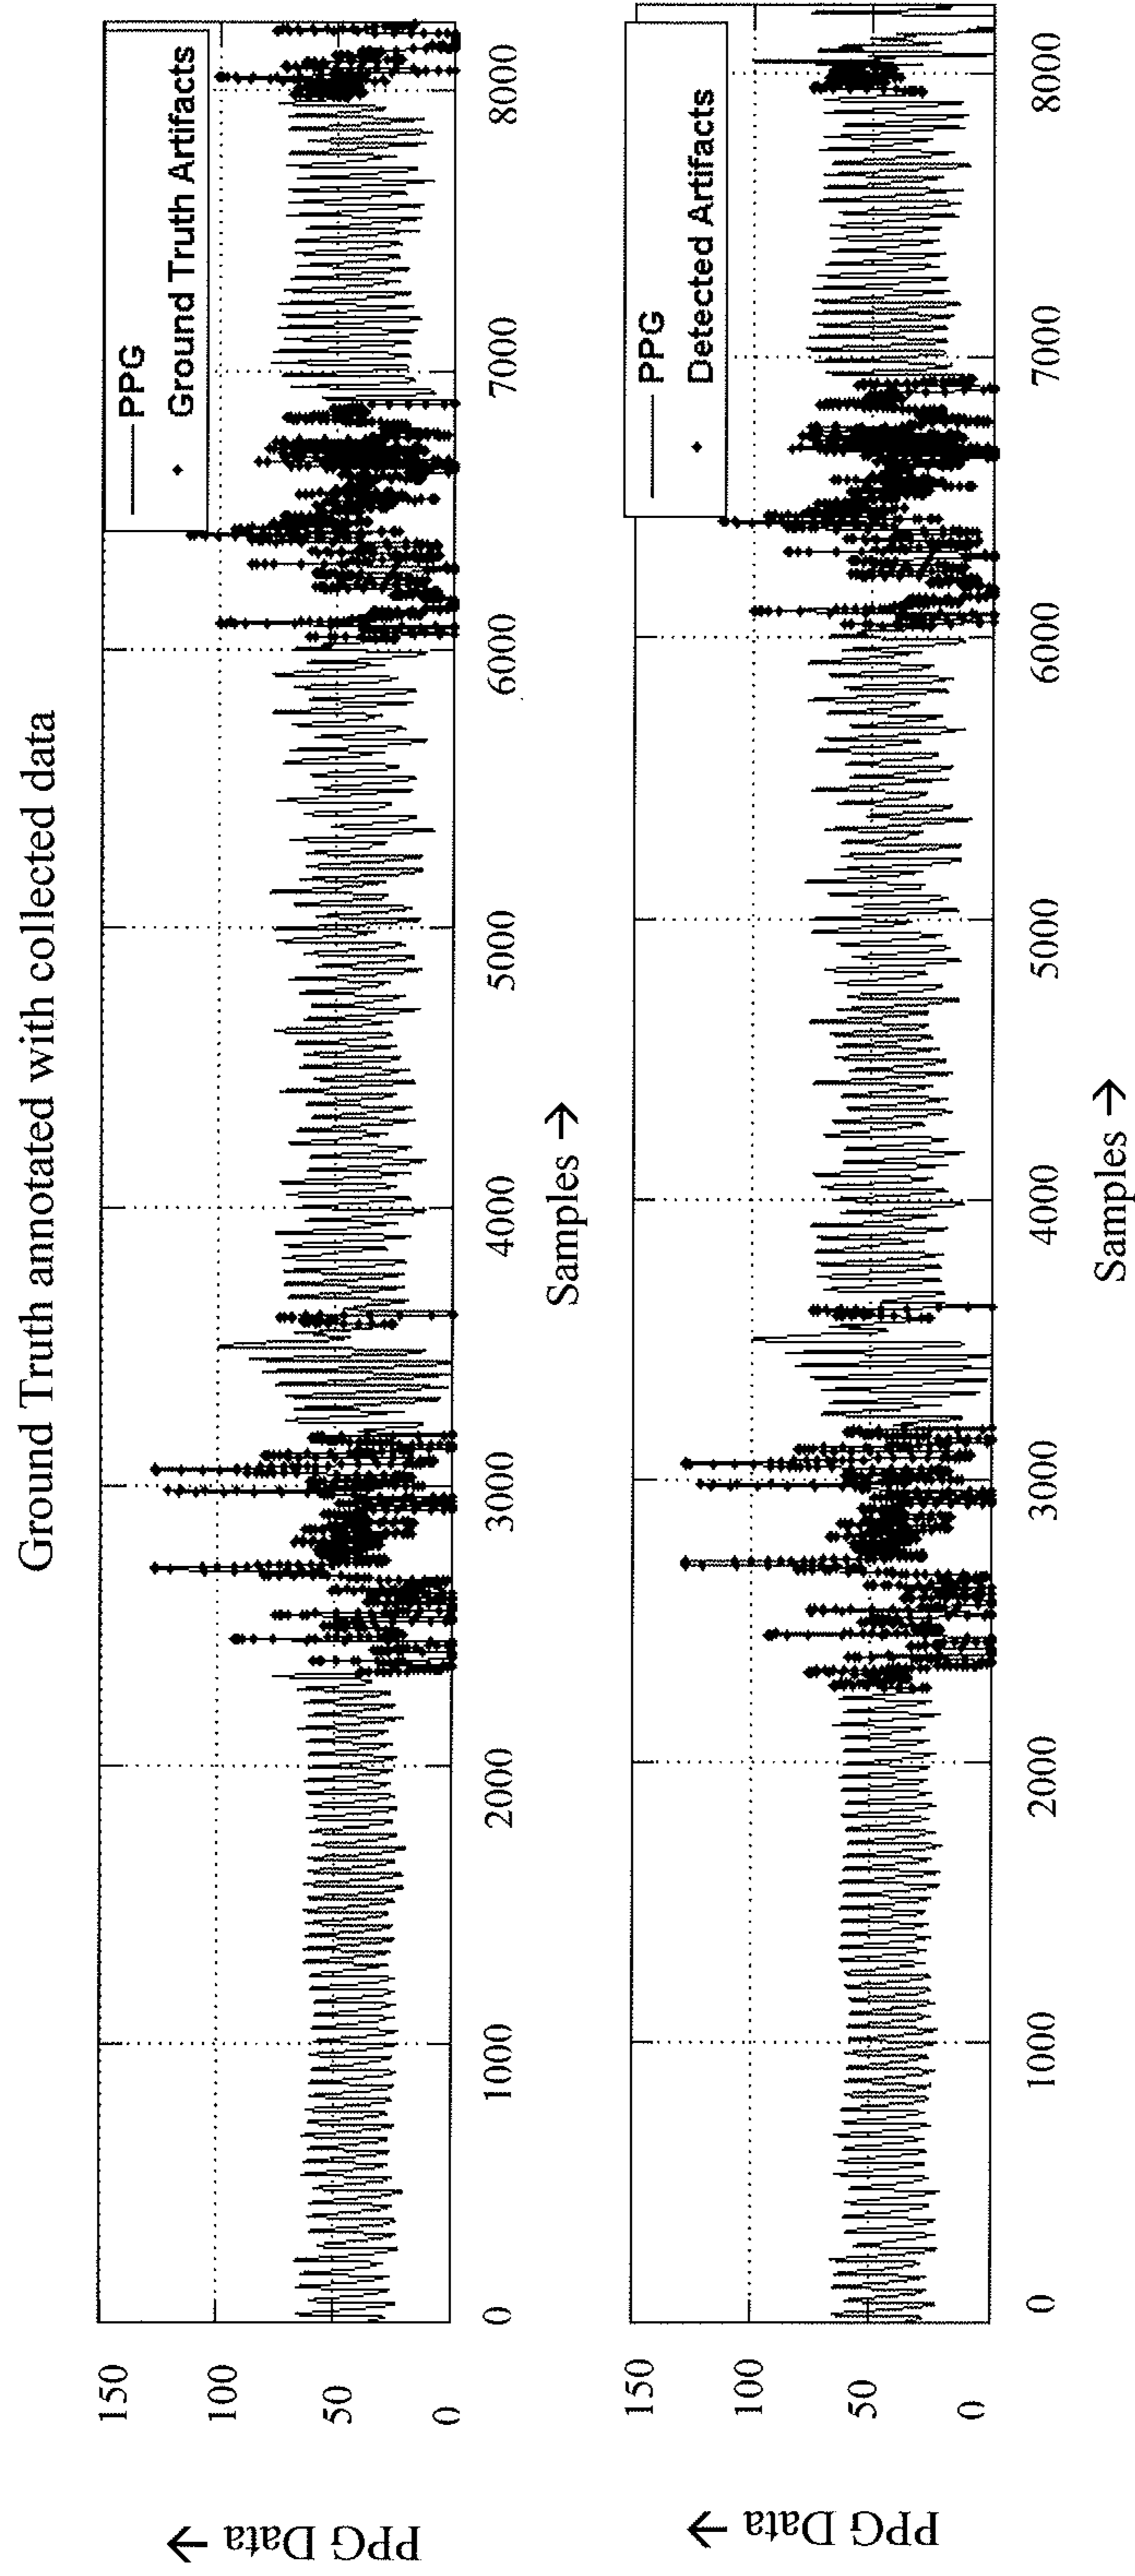 Ground Truth annotated with collected data
PPG Data →
150
100
50
0
—— PPG
♦ Ground Truth Artifacts
0 1000 2000 3000 4000 5000 6000 7000 8000
Samples →
PPG Data →
150
100
50
0
—— PPG
♦ Detected Artifacts
0 1000 2000 3000 4000 5000 6000 7000 8000
Samples →